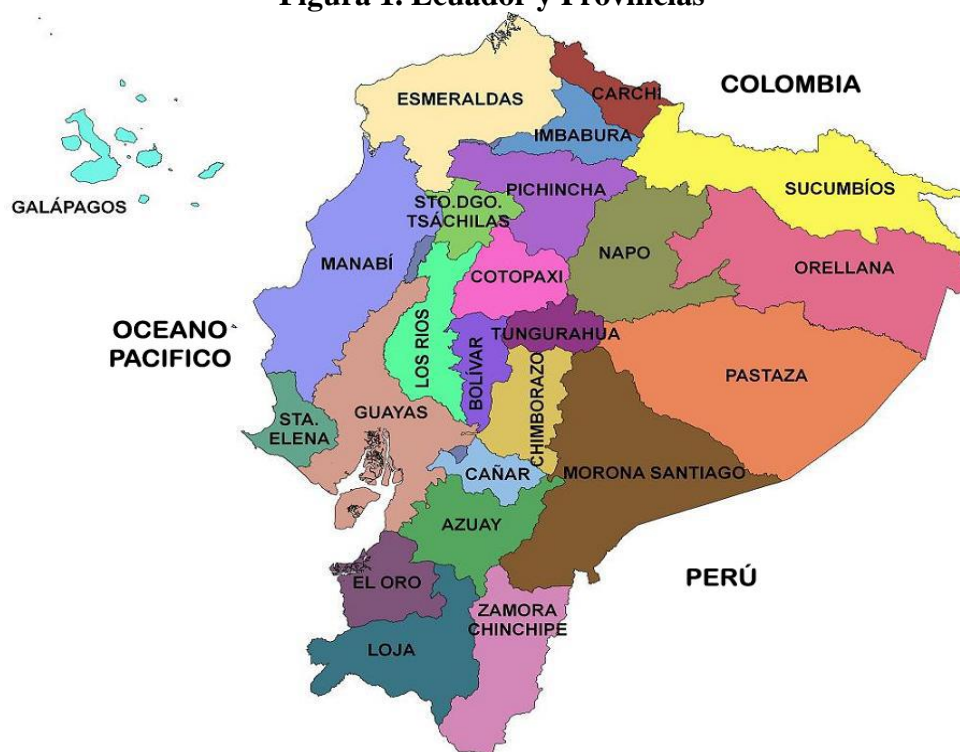 Figura 1. Ecuador y Provincias
COLOMBIA
CARCHI
ESMERALDAS
IMBABURA
PICHINCHA
SUCUMBÍOS
GALÁPAGOS
STO.DGO.
TSÁCHILAS
MANABÍ
NAPO
ORELLANA
COTOPAXI
OCEANO
PACIFICO
TUNGURAHUA
LOS RIOS
BOLÍVAR
CHIMBORAZO
PASTAZA
STA.
ELENA
GUAYAS
CAÑAR
MORONA SANTIAGO
AZUAY
PERÚ
EL ORO
ZAMORA
CHINCHIPE
LOJA